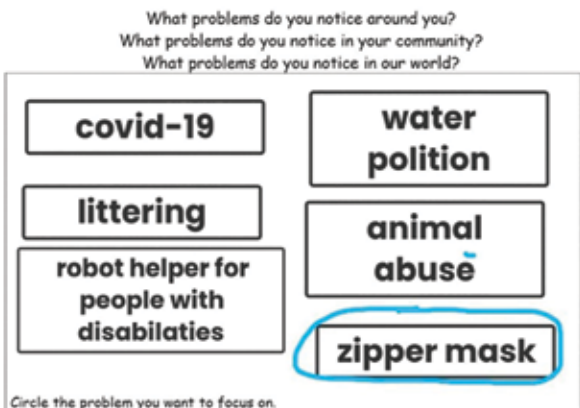 What problems do you notice around you?
What problems do you notice in your community?
What problems do you notice in our world?
covid-19
littering
robot helper for
people with
disabilaties
water
polition
animal
abuse
zipper mask
Circle the problem you want to focus on.